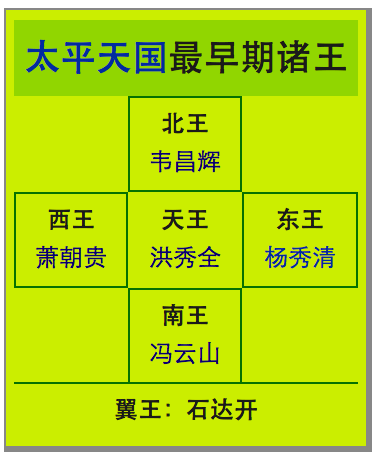 太平天国最早期诸王
北王
韦昌辉
西王
萧朝贵
天王
洪秀全
东王
杨秀清
南王
冯云山
翼王：石达开